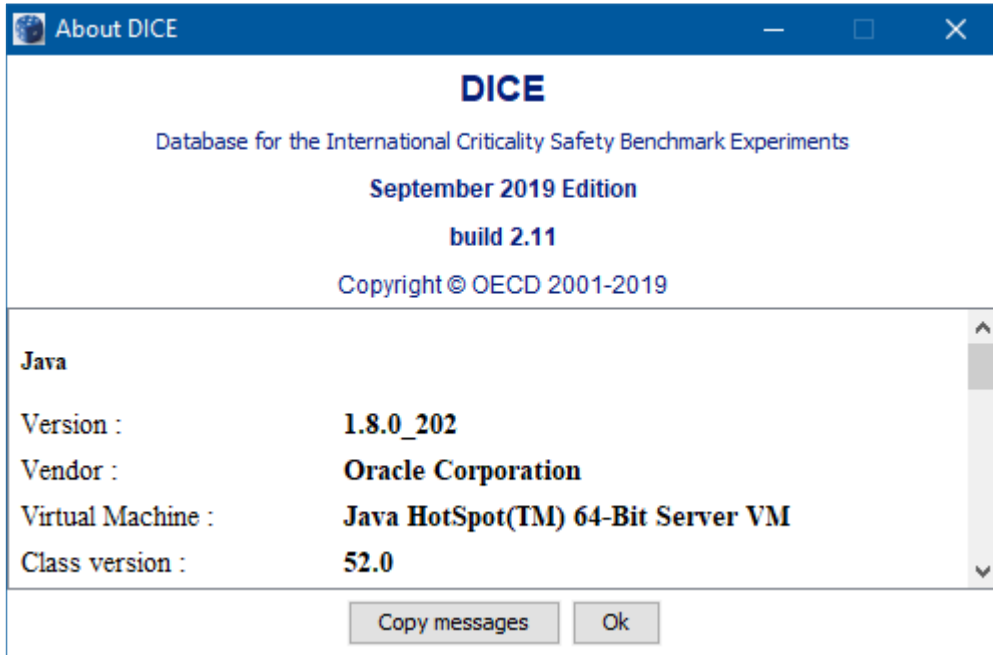 About DICE
DICE
Database for the International Criticality Safety Benchmark Experiments
September 2019 Edition
build 2.11
Copyright © OECD 2001-2019
Java
Version : 1.8.0_202
Vendor : Oracle Corporation
Virtual Machine : Java HotSpot(TM) 64-Bit Server VM
Class version : 52.0
Copy messages Ok